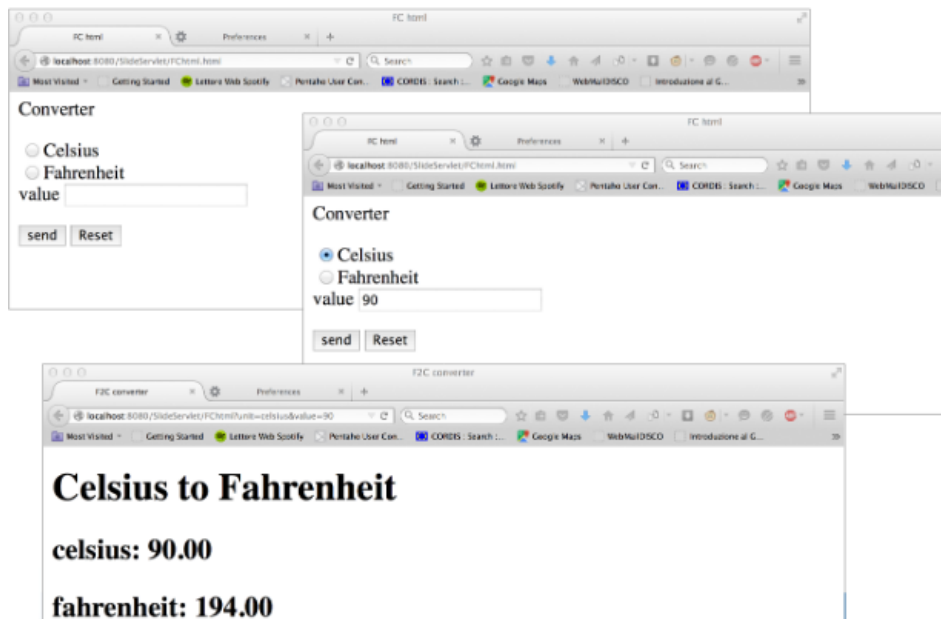 FC html
FC html
Preferences
localhost:8080/SlideServlet/FChtml.html
Search
Most Visited
Getting Started
Lettore Web Spotify
Pentaho User Con...
CORDIS : Search :...
Google Maps
WebMailDISCO
Introduzione al G...
Converter
Celsius
Fahrenheit
value
send
Reset
FC html
FC html
Preferences
localhost:8080/SlideServlet/FChtml.html
Search
Most Visited
Getting Started
Lettore Web Spotify
Pentaho User Con...
CORDIS : Search :...
Google Maps
WebMailDISCO
Converter
Celsius
Fahrenheit
value 90
send
Reset
F2C converter
F2C converter
Preferences
localhost:8080/SlideServlet/FChtml?unit=celsius&value=90
Search
Most Visited
Getting Started
Lettore Web Spotify
Pentaho User Con...
CORDIS : Search :...
Google Maps
WebMailDISCO
Introduzione al G...
Celsius to Fahrenheit
celsius: 90.00
fahrenheit: 194.00